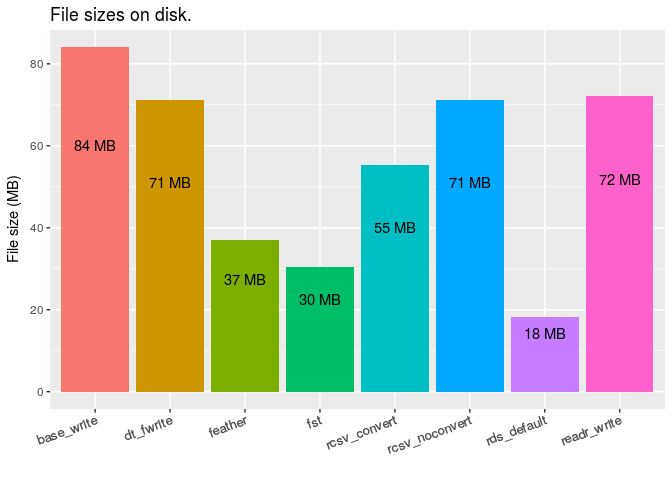 File sizes on disk.
File size (MB)
80
60
40
20
0
84 MB
71 MB
37 MB
30 MB
55 MB
71 MB
18 MB
72 MB
base_write
dt_fwrite
feather
fst
rcsv_convert
rcsv_noconvert
rds_default
readr_write